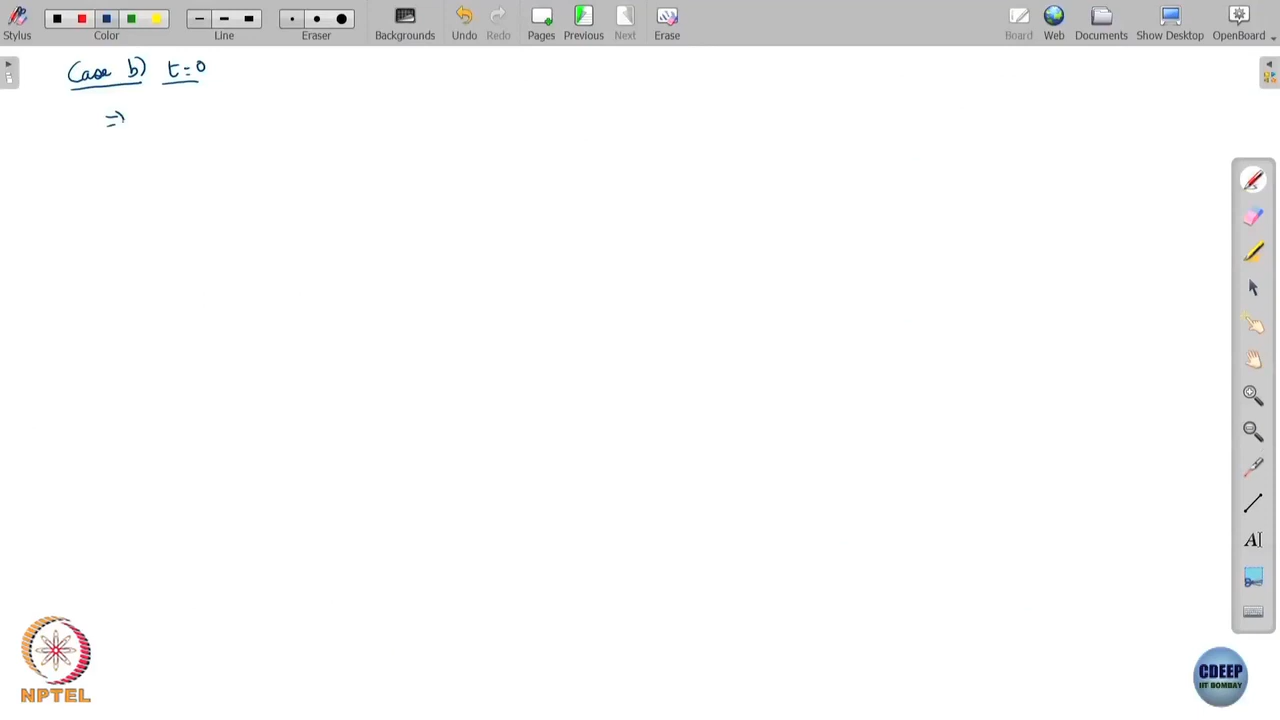 Stylus
Color
Line
Eraser
Backgrounds
Undo
Redo
Pages
Previous
Next
Erase
Board
Web
Documents
Show Desktop
OpenBoard
Case b) t=0
⇒
AI
NPTEL
CDEEP
IIT BOMBAY